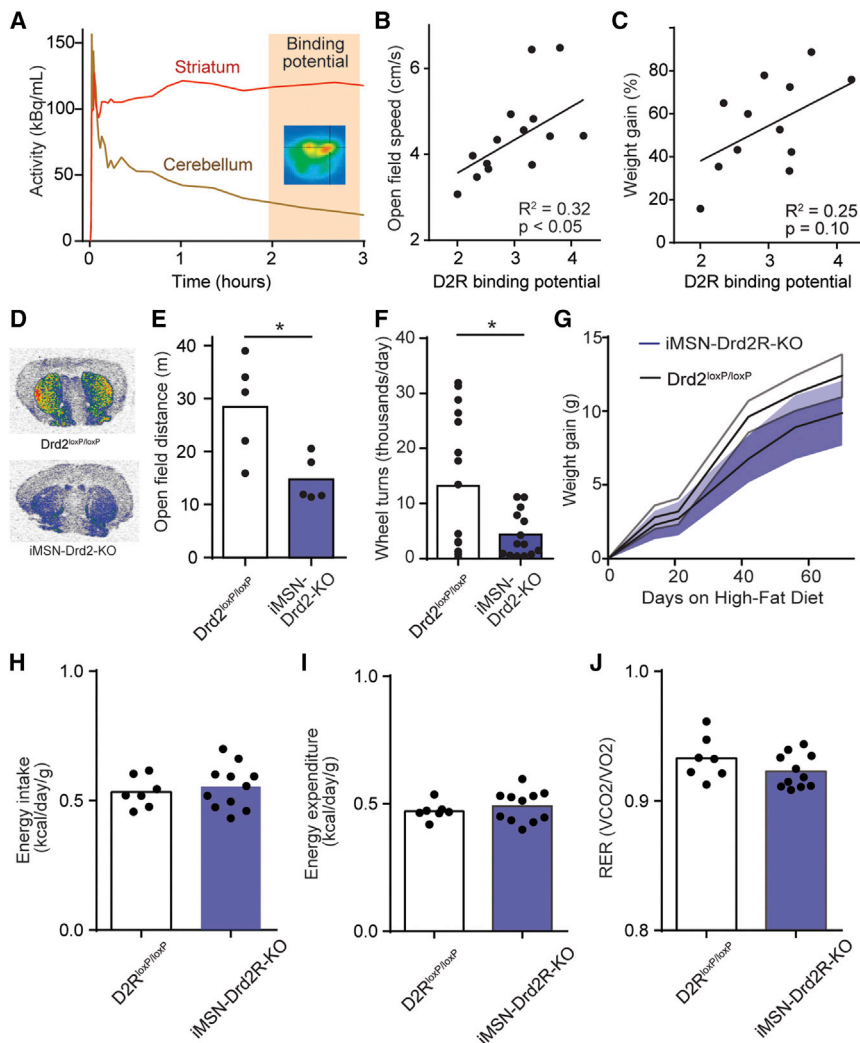 A
Activity (kBq/mL)
150
100
50
0
Striatum
Cerebellum
Binding
potential
0
1
2
3
Time (hours)
B
Open field speed (cm/s)
8
6
4
2
R² = 0.32
p < 0.05
2
3
4
D2R binding potential
C
Weight gain (%)
100
80
60
40
20
0
R² = 0.25
p = 0.10
2
3
4
D2R binding potential
D
Drd2loxP/loxP
iMSN-Drd2-KO
E
Open field distance (m)
40
30
20
10
0
*
Drd2loxP/loxP
iMSN-
Drd2-KO
F
Wheel turns (thousands/day)
40
30
20
10
0
*
Drd2loxP/loxP
iMSN-
Drd2-KO
G
Weight gain (g)
15
10
5
0
iMSN-Drd2R-KO
Drd2loxP/loxP
0
20
40
60
Days on High-Fat Diet
H
Energy intake
(kcal/day/g)
1.0
0.5
0.0
D2RloxP/loxP
iMSN-Drd2R-KO
I
Energy expenditure
(kcal/day/g)
1.0
0.5
0.0
D2RloxP/loxP
iMSN-Drd2R-KO
J
RER (VCO2/VO2)
1.0
0.9
0.8
D2RloxP/loxP
iMSN-Drd2R-KO